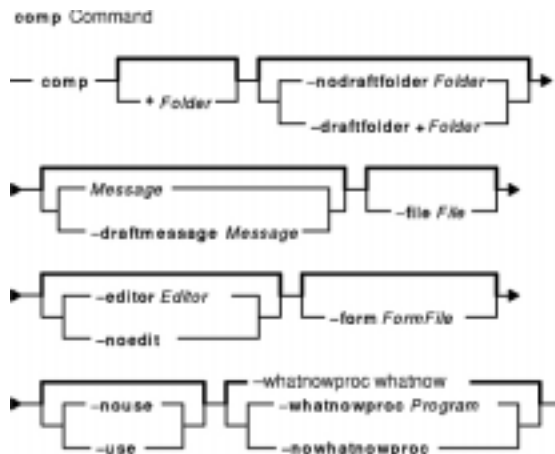 comp Command
comp + Folder -nodraftfolder Folder
-draftfolder +Folder
Message
-draftmessage Message -file File
-editor Editor
-noedit -form FormFile
-whatnowproc whatnow
-nouse -whatnowproc Program
-use -nowhatnowproc